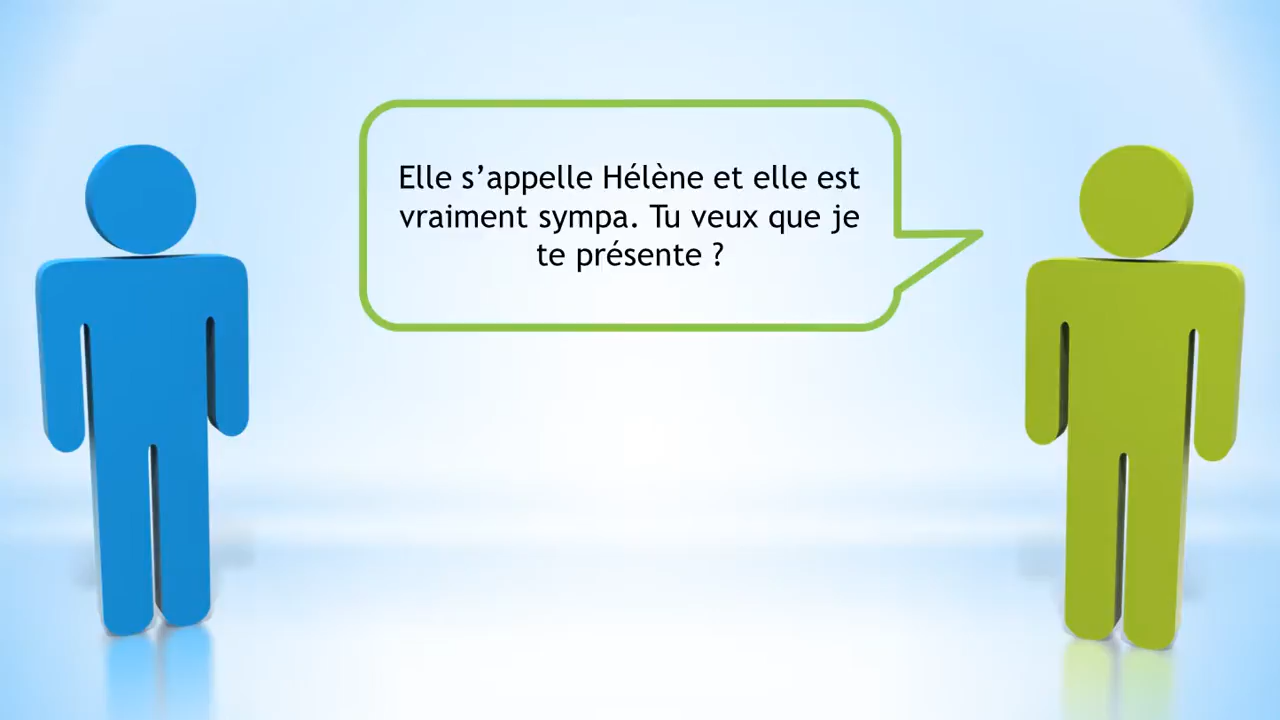 Elle s’appelle Hélène et elle est
vraiment sympa. Tu veux que je
te présente ?